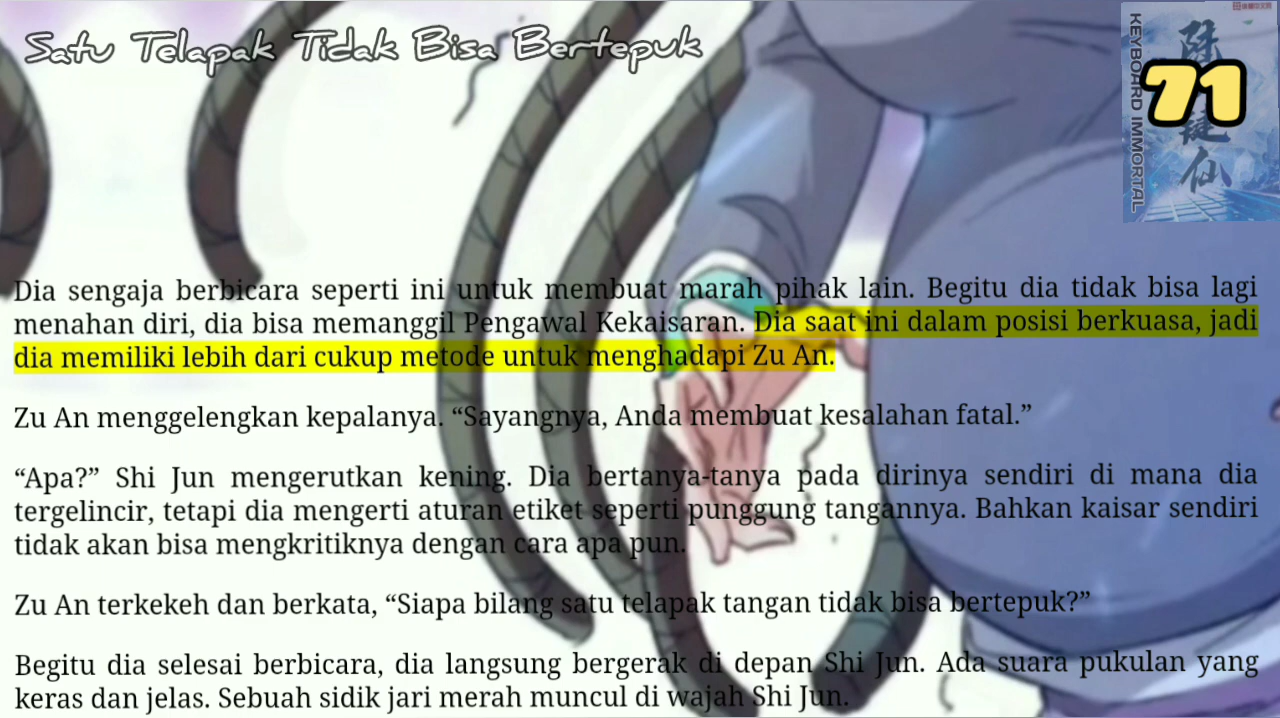 Satu Telapak Tidak Bisa Bertepuk
71
KEYBOARD IMMORTAL
仙
Dia sengaja berbicara seperti ini untuk membuat marah pihak lain. Begitu dia tidak bisa lagi
menahan diri, dia bisa memanggil Pengawal Kekaisaran. Dia saat ini dalam posisi berkuasa, jadi
dia memiliki lebih dari cukup metode untuk menghadapi Zu An.
Zu An menggelengkan kepalanya. “Sayangnya, Anda membuat kesalahan fatal.”
“Apa?” Shi Jun mengerutkan kening. Dia bertanya-tanya pada dirinya sendiri di mana dia
tergelincir, tetapi dia mengerti aturan etiket seperti punggung tangannya. Bahkan kaisar sendiri
tidak akan bisa mengkritiknya dengan cara apa pun.
Zu An terkekeh dan berkata, “Siapa bilang satu telapak tangan tidak bisa bertepuk?”
Begitu dia selesai berbicara, dia langsung bergerak di depan Shi Jun. Ada suara pukulan yang
keras dan jelas. Sebuah sidik jari merah muncul di wajah Shi Jun.